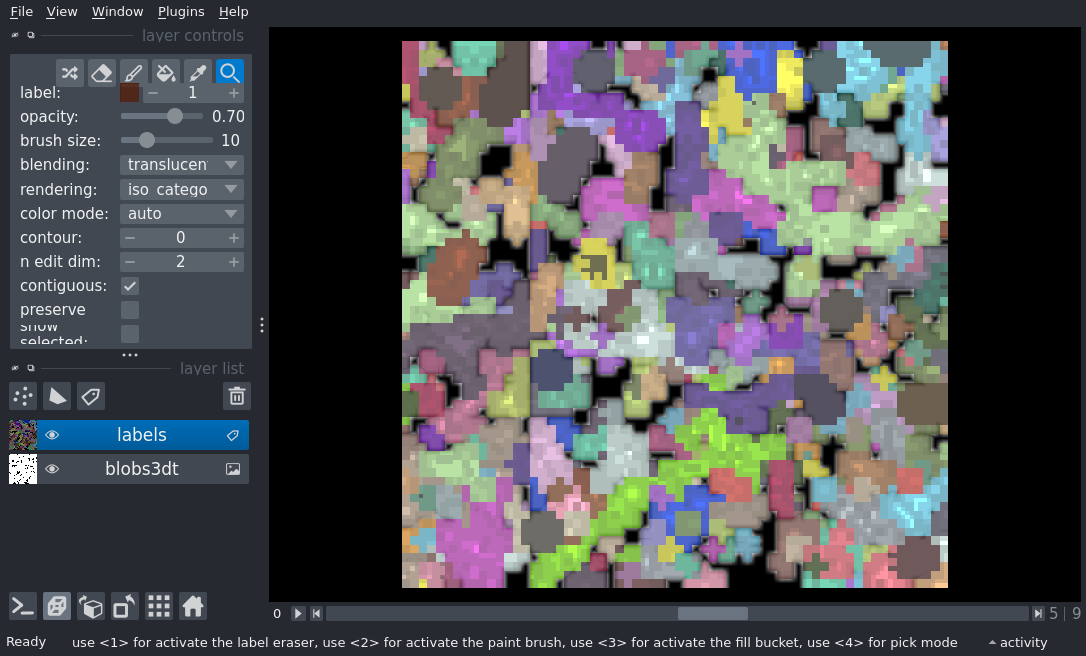 File View Window Plugins Help
layer controls
label: 1
opacity: 0.70
brush size: 10
blending: translucen
rendering: iso_catego
color mode: auto
contour: 0
n edit dim: 2
contiguous:
preserve
show
selected:
layer list
labels
blobs3dt
0 5 | 9
Ready use <1> for activate the label eraser, use <2> for activate the paint brush, use <3> for activate the fill bucket, use <4> for pick mode activity